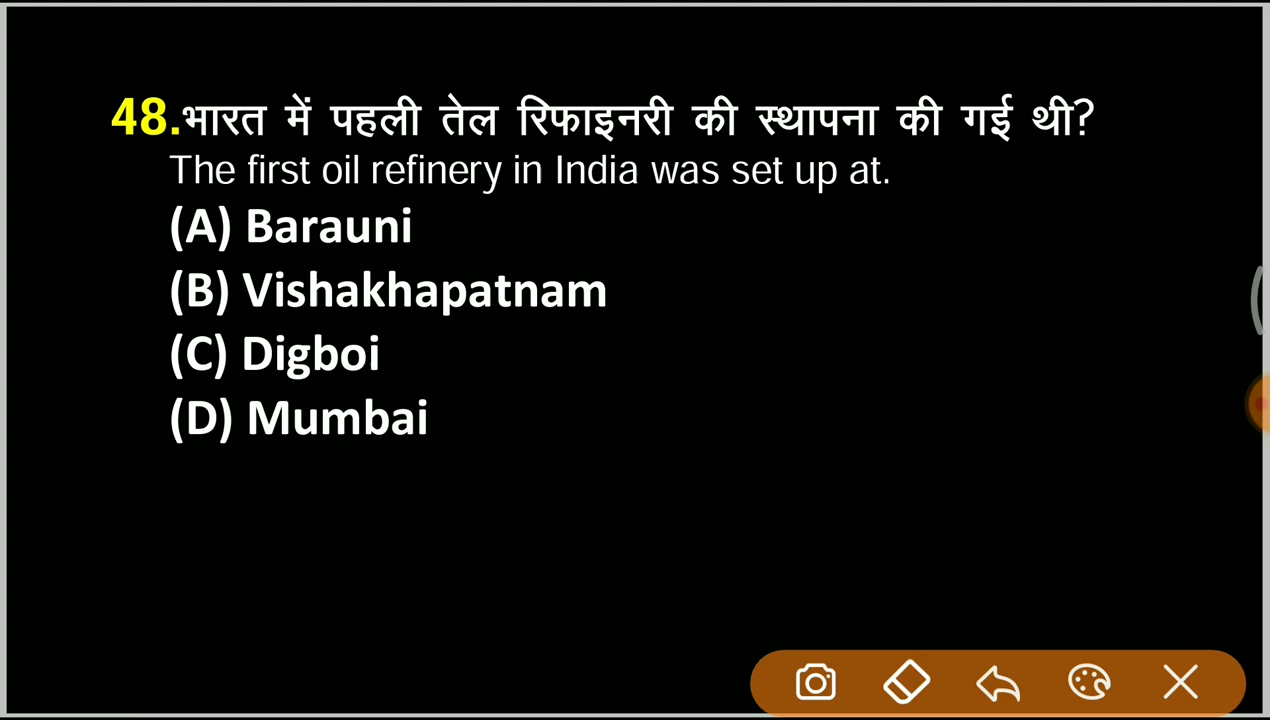 48.भारत में पहली तेल रिफाइनरी की स्थापना की गई थी?
The first oil refinery in India was set up at.
(A) Barauni
(B) Vishakhapatnam
(C) Digboi
(D) Mumbai